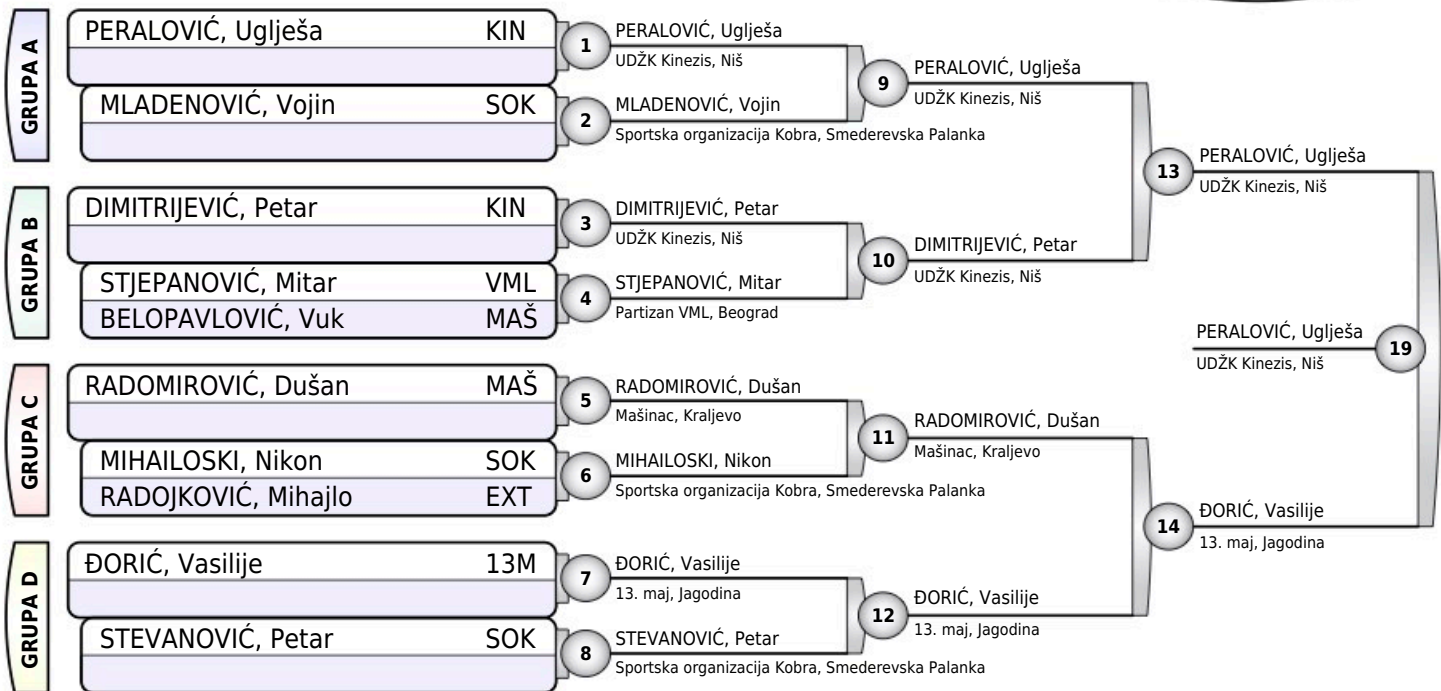 GRUPA A
PERALOVIĆ, Uglješa KIN
MLADENOVIĆ, Vojin SOK
1
PERALOVIĆ, Uglješa
UDŽK Kinezis, Niš
2
MLADENOVIĆ, Vojin
Sportska organizacija Kobra, Smederevska Palanka
9
PERALOVIĆ, Uglješa
UDŽK Kinezis, Niš
GRUPA B
DIMITRIJEVIĆ, Petar KIN
STJEPANOVIĆ, Mitar VML
BELOPAVLOVIĆ, Vuk MAŠ
3
DIMITRIJEVIĆ, Petar
UDŽK Kinezis, Niš
4
STJEPANOVIĆ, Mitar
Partizan VML, Beograd
10
DIMITRIJEVIĆ, Petar
UDŽK Kinezis, Niš
13
PERALOVIĆ, Uglješa
UDŽK Kinezis, Niš
GRUPA C
RADOMIROVIĆ, Dušan MAŠ
MIHAILOSKI, Nikon SOK
RADOJKOVIĆ, Mihajlo EXT
5
RADOMIROVIĆ, Dušan
Mašinac, Kraljevo
6
MIHAILOSKI, Nikon
Sportska organizacija Kobra, Smederevska Palanka
11
RADOMIROVIĆ, Dušan
Mašinac, Kraljevo
GRUPA D
ĐORIĆ, Vasilije 13M
STEVANOVIĆ, Petar SOK
7
ĐORIĆ, Vasilije
13. maj, Jagodina
8
STEVANOVIĆ, Petar
Sportska organizacija Kobra, Smederevska Palanka
12
ĐORIĆ, Vasilije
13. maj, Jagodina
14
ĐORIĆ, Vasilije
13. maj, Jagodina
PERALOVIĆ, Uglješa
UDŽK Kinezis, Niš
19